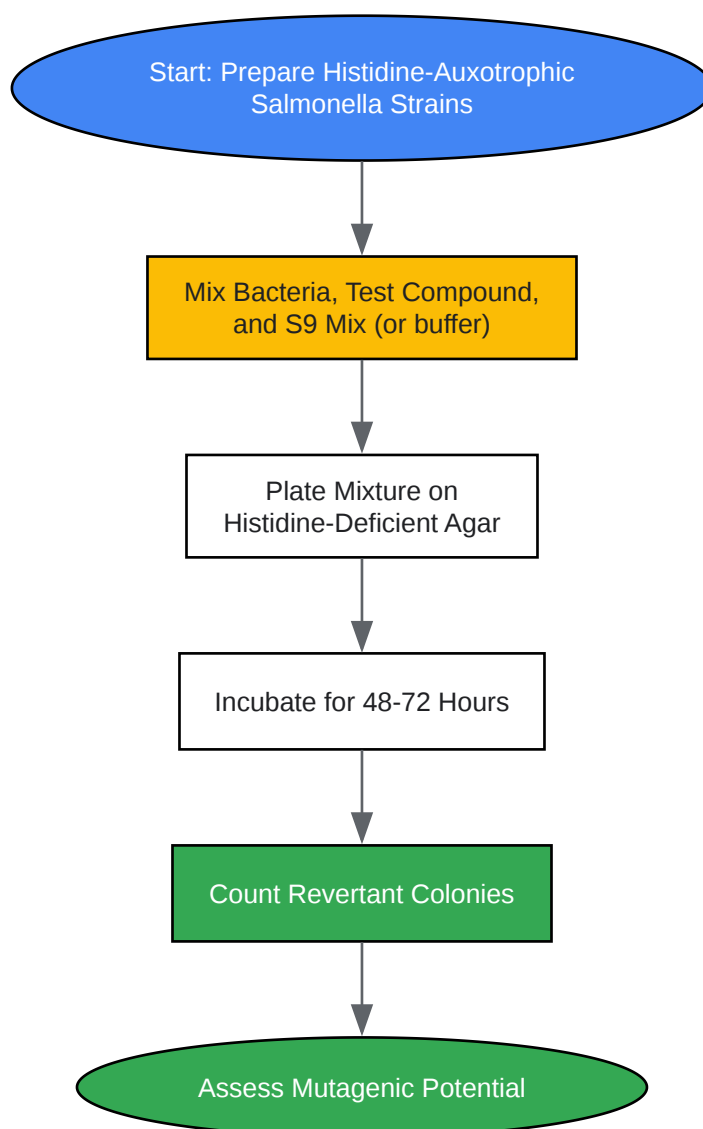 Start: Prepare Histidine-Auxotrophic
Salmonella Strains
Mix Bacteria, Test Compound,
and S9 Mix (or buffer)
Plate Mixture on
Histidine-Deficient Agar
Incubate for 48-72 Hours
Count Revertant Colonies
Assess Mutagenic Potential